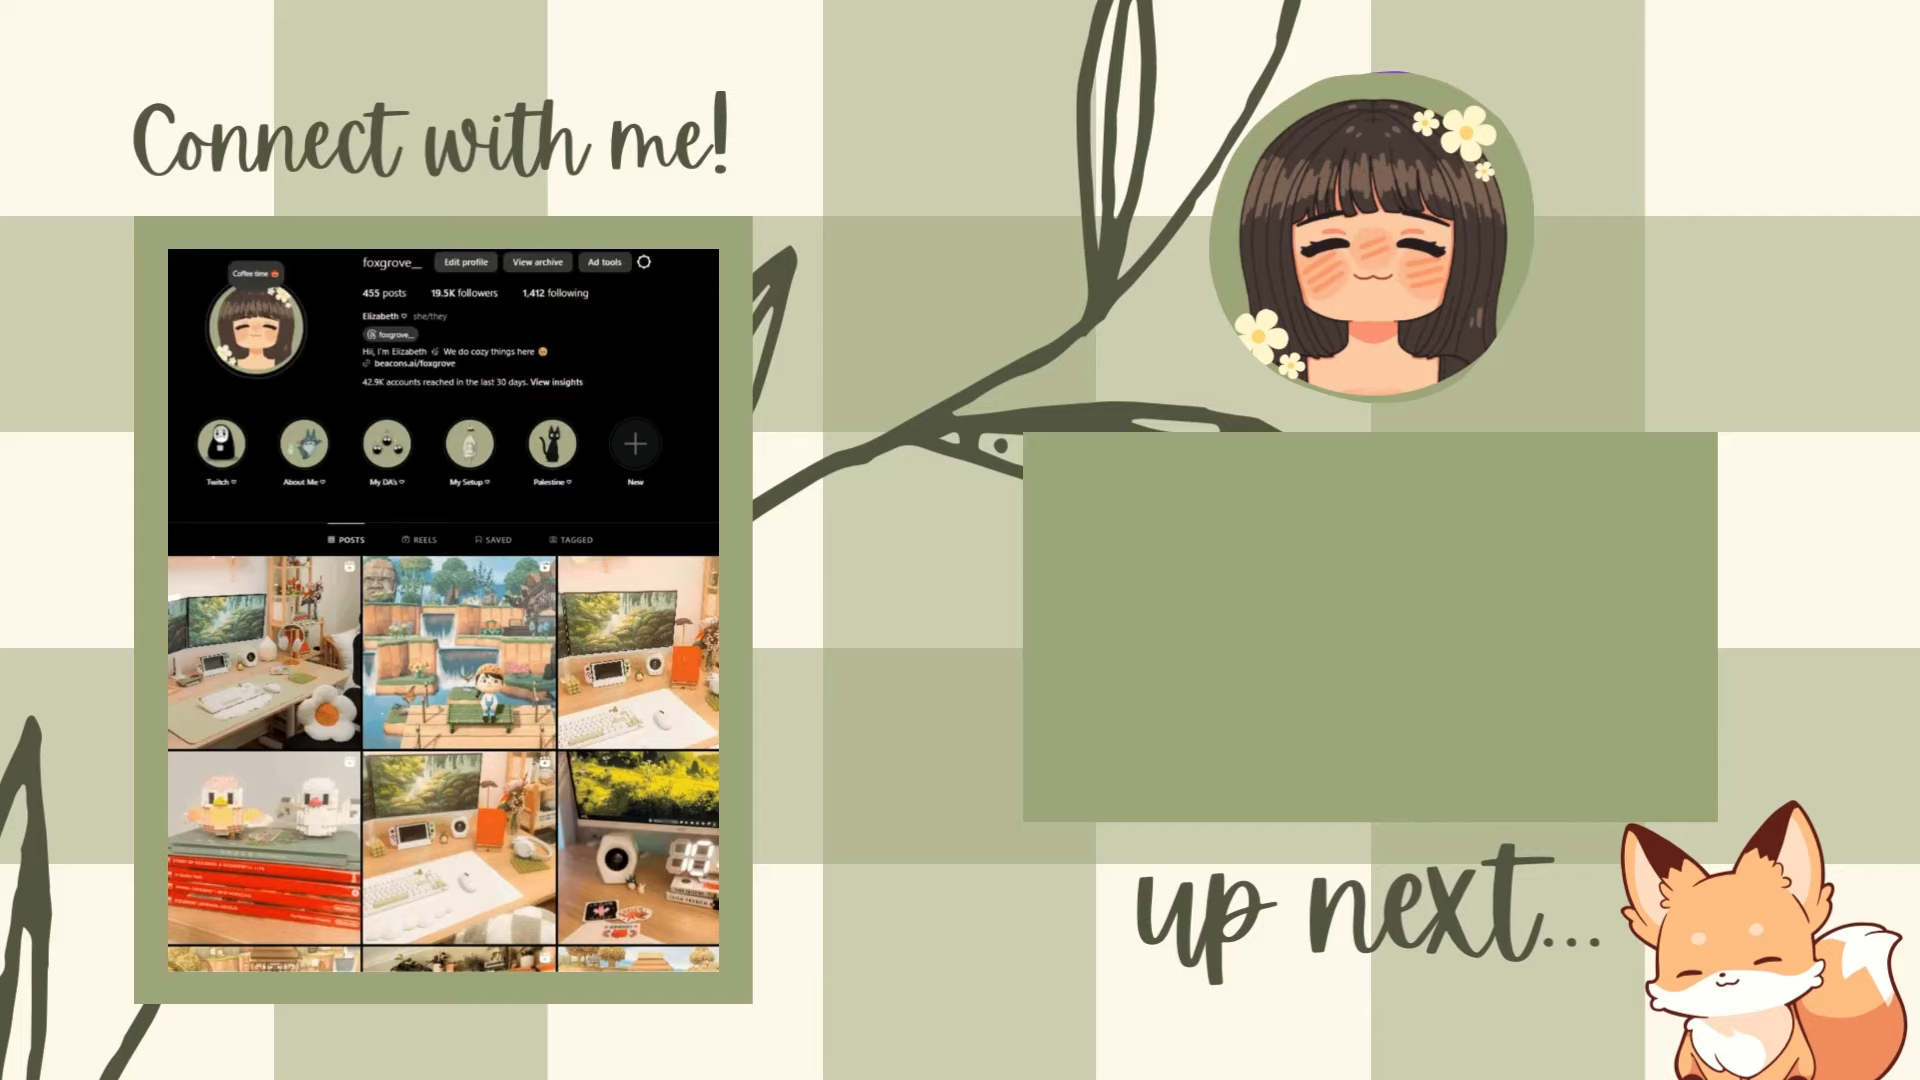 Connect with me!
Coffee time
foxgrove__
Edit profile
View archive
Ad tools
455 posts
19.5K followers
1,412 following
Elizabeth ♡ she/they
foxgrove__
Hii, I'm Elizabeth 🌿 We do cozy things here
beacons.ai/foxgrove
42.9K accounts reached in the last 30 days. View insights
Twitch ♡
About Me ♡
My DA's ♡
My Setup ♡
Palestine ♡
New
POSTS
REELS
SAVED
TAGGED
up next...